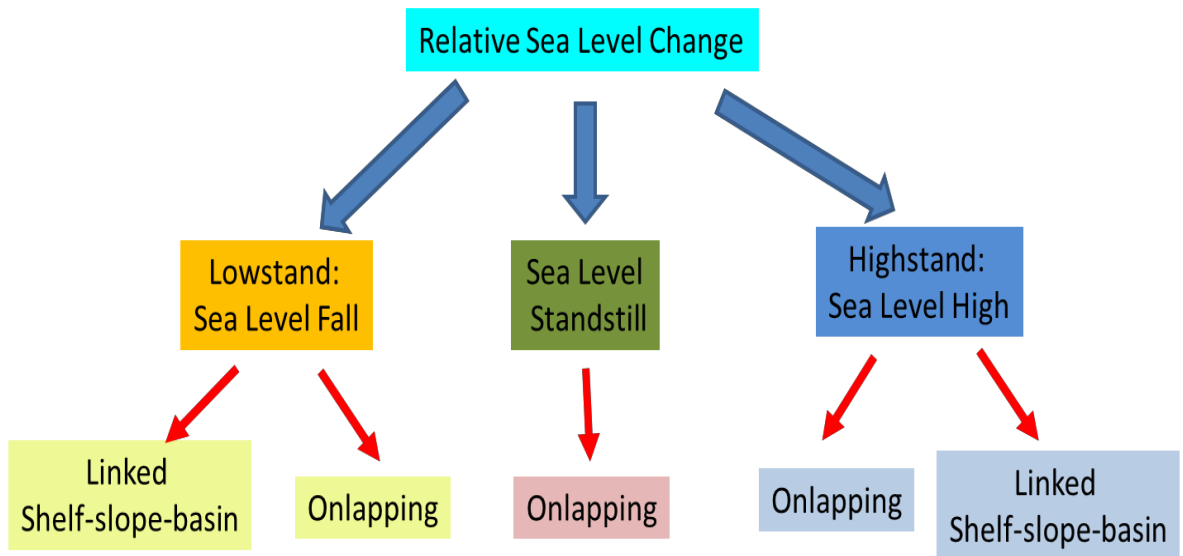 Relative Sea Level Change
Lowstand:
Sea Level Fall
Sea Level
Standstill
Highstand:
Sea Level High
Linked
Shelf-slope-basin
Onlapping
Onlapping
Onlapping
Linked
Shelf-slope-basin